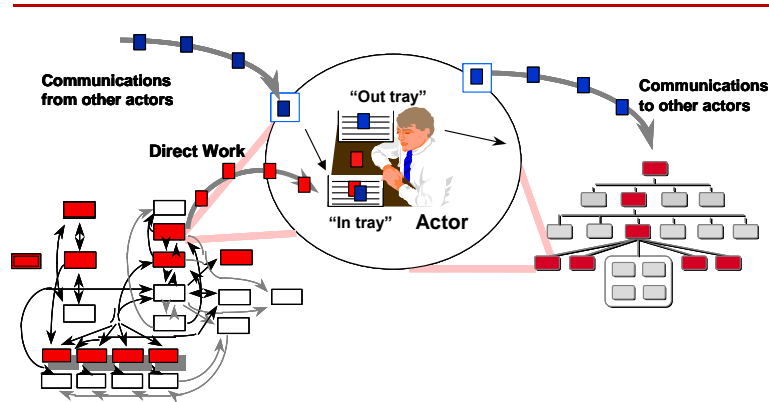 Communications
from other actors
“Out tray”
Communications
to other actors
Direct Work
“In tray”
Actor